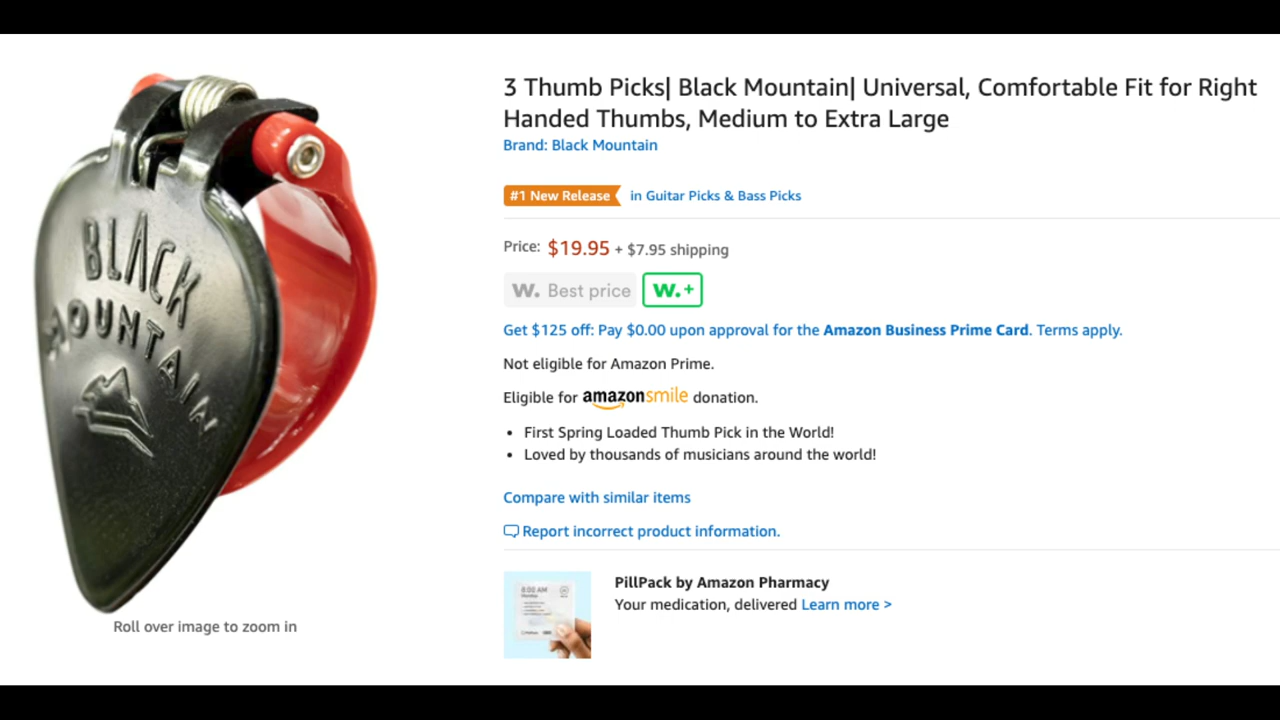 BLACK
MOUNTAIN
Roll over image to zoom in
3 Thumb Picks| Black Mountain| Universal, Comfortable Fit for Right
Handed Thumbs, Medium to Extra Large
Brand: Black Mountain
#1 New Release in Guitar Picks & Bass Picks
Price: $19.95 + $7.95 shipping
w. Best price w.+
Get $125 off: Pay $0.00 upon approval for the Amazon Business Prime Card. Terms apply.
Not eligible for Amazon Prime.
Eligible for amazonsmile donation.
• First Spring Loaded Thumb Pick in the World!
• Loved by thousands of musicians around the world!
Compare with similar items
Report incorrect product information.
8:00 AM
PillPack by Amazon Pharmacy
Your medication, delivered Learn more >